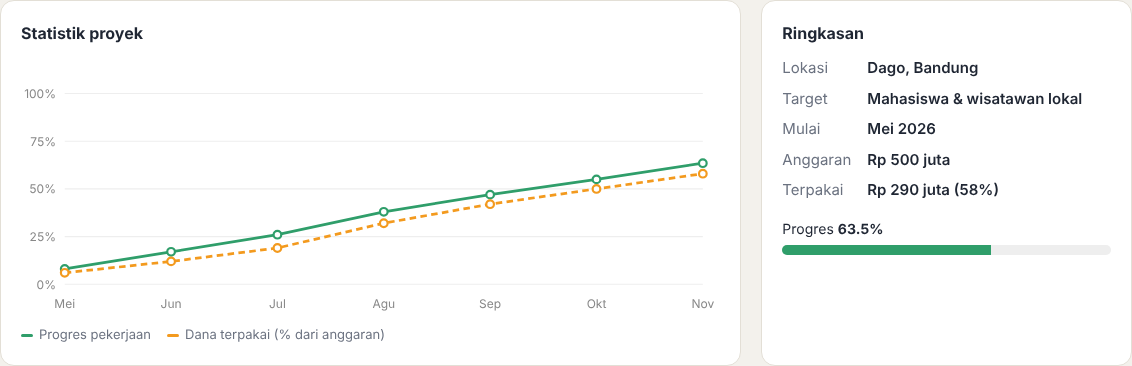 Statistik proyek
100%
75%
50%
25%
0%
Mei Jun Jul Agu Sep Okt Nov
Progres pekerjaan Dana terpakai (% dari anggaran)
Ringkasan
Lokasi Dago, Bandung
Target Mahasiswa & wisatawan lokal
Mulai Mei 2026
Anggaran Rp 500 juta
Terpakai Rp 290 juta (58%)
Progres 63.5%